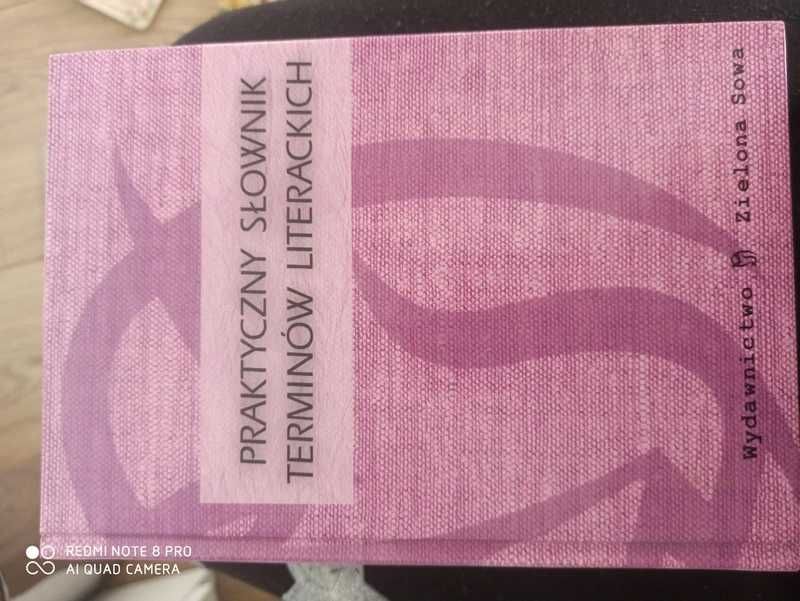 PRAKTYCZNY SŁOWNIK
TERMINÓW LITERACKICH
Wydawnictwo Zielona Sowa
REDMI NOTE 8 PRO
AI QUAD CAMERA